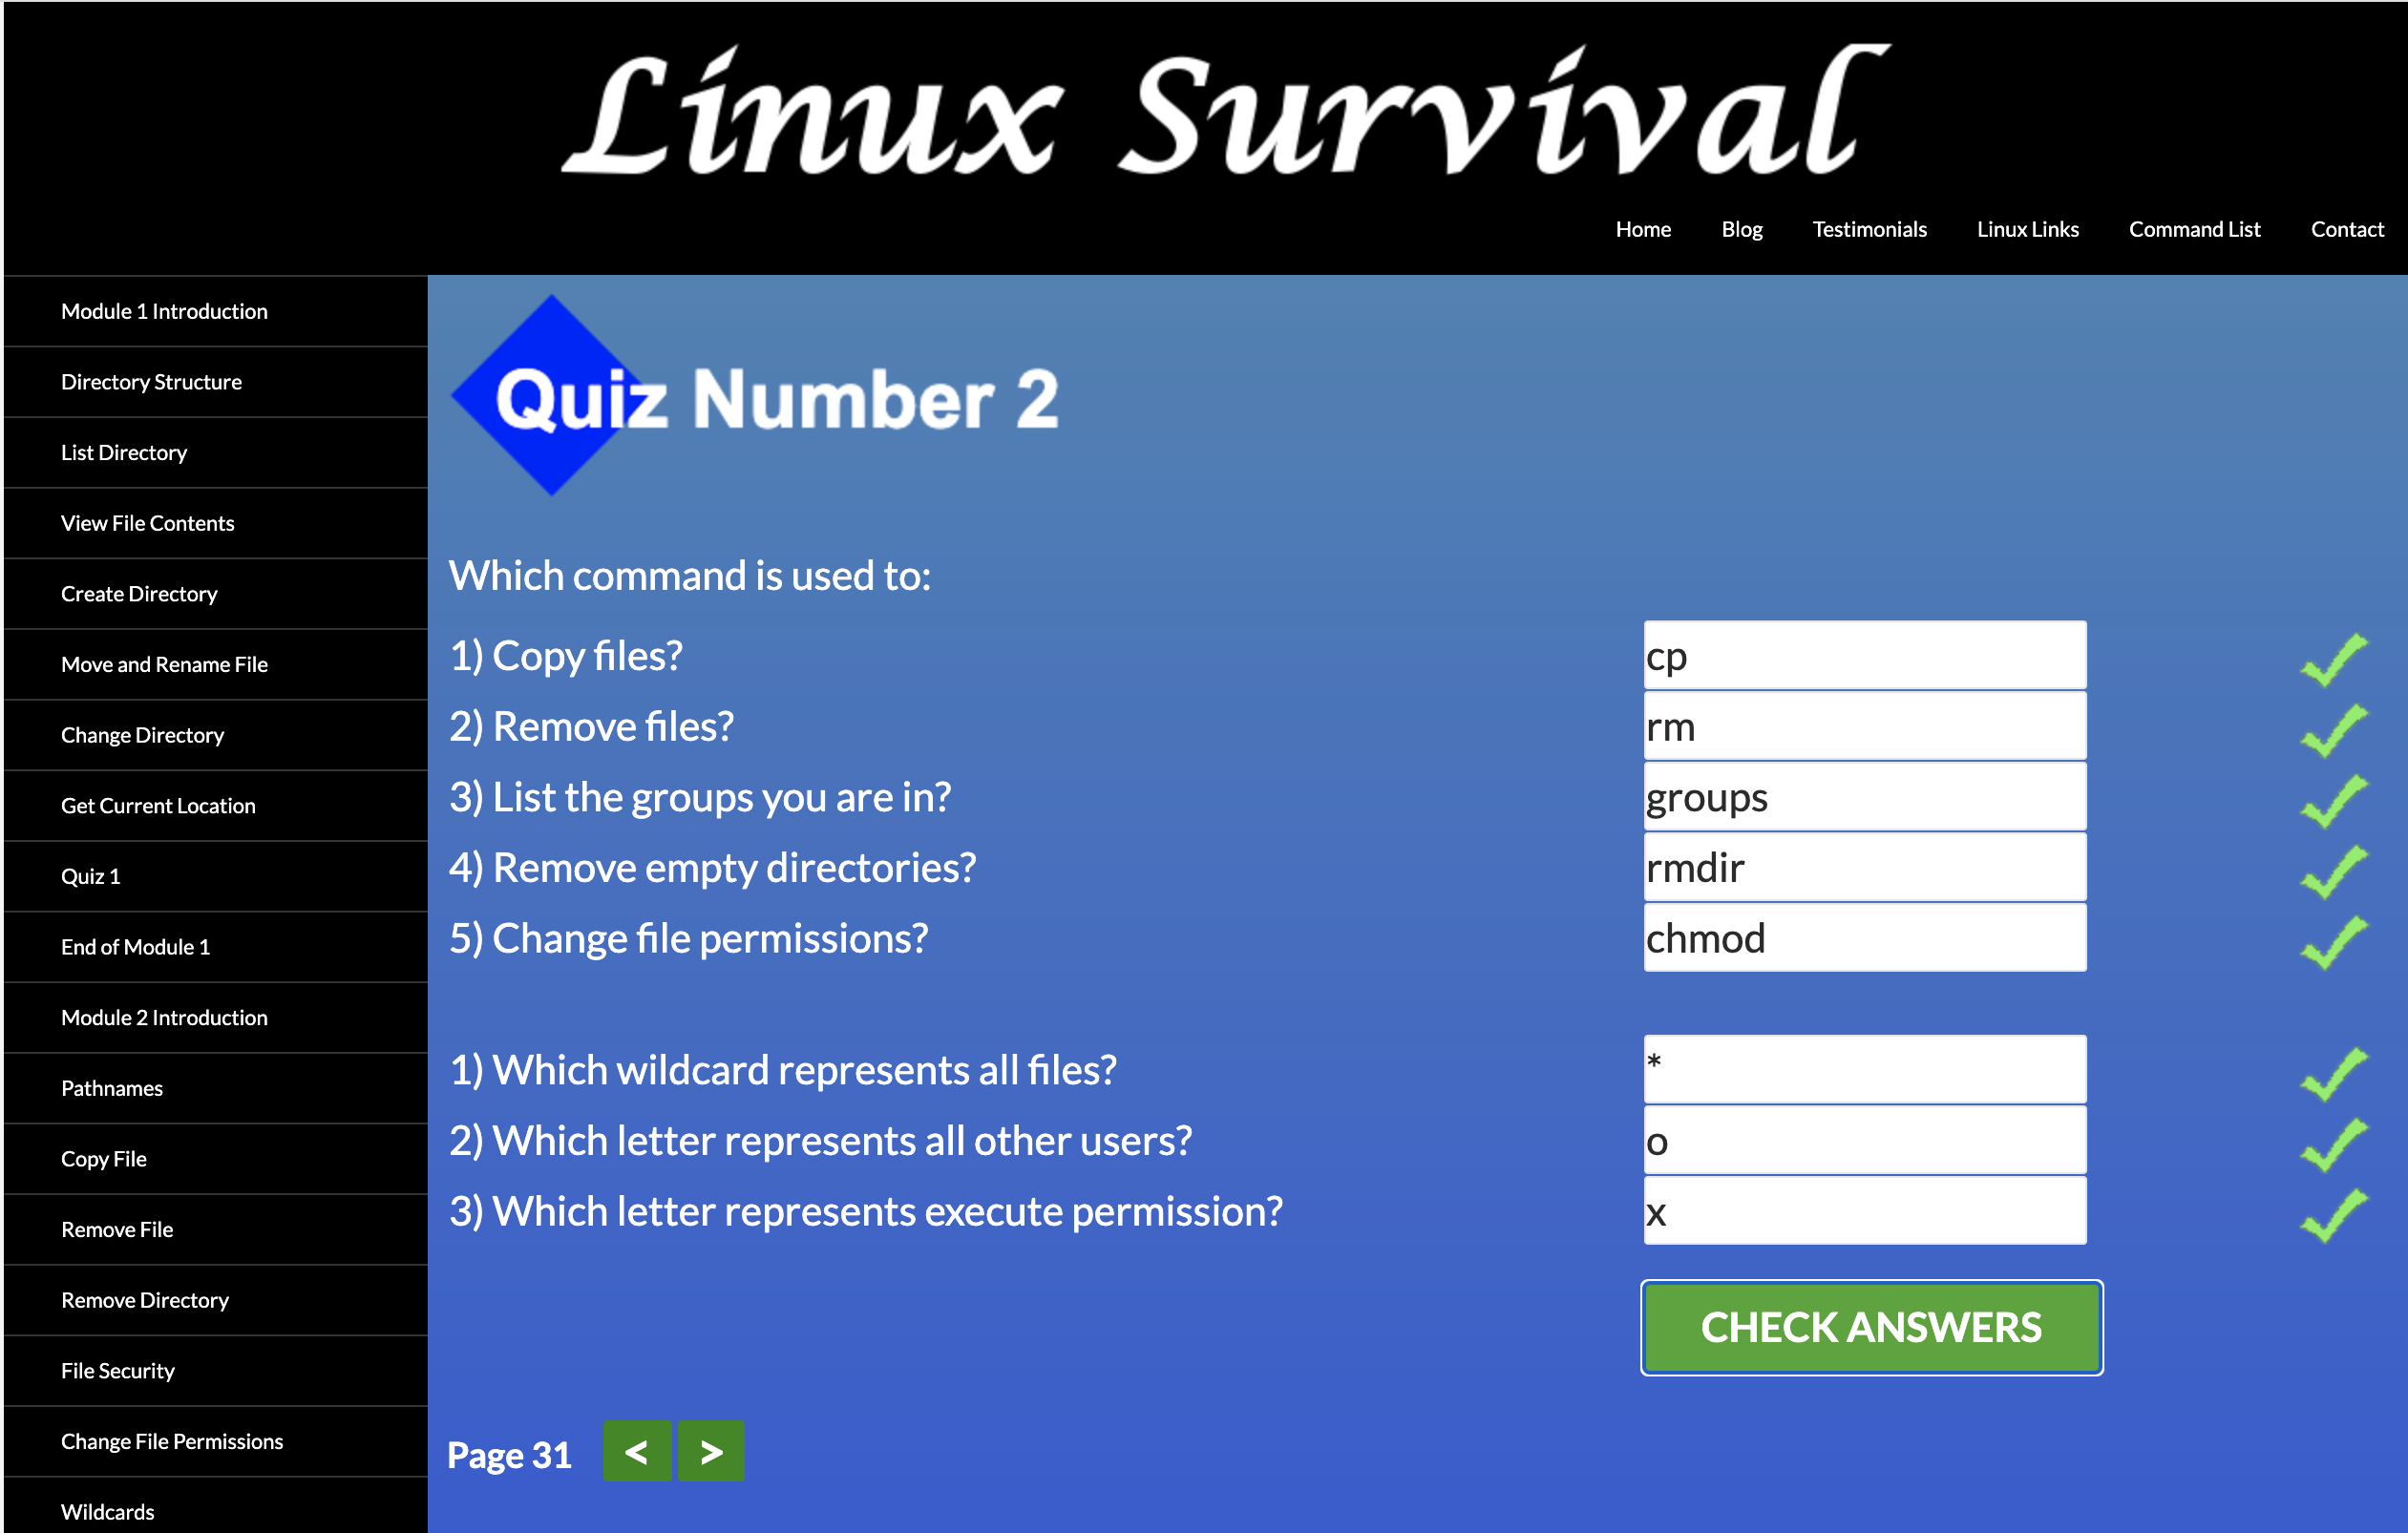 Linux Survival
Home Blog Testimonials Linux Links Command List Contact
Module 1 Introduction
Directory Structure
List Directory
View File Contents
Create Directory
Move and Rename File
Change Directory
Get Current Location
Quiz 1
End of Module 1
Module 2 Introduction
Pathnames
Copy File
Remove File
Remove Directory
File Security
Change File Permissions
Wildcards
Quiz Number 2
Which command is used to:
1) Copy files? cp
2) Remove files? rm
3) List the groups you are in? groups
4) Remove empty directories? rmdir
5) Change file permissions? chmod
1) Which wildcard represents all files? *
2) Which letter represents all other users? o
3) Which letter represents execute permission? x
CHECK ANSWERS
Page 31 < >